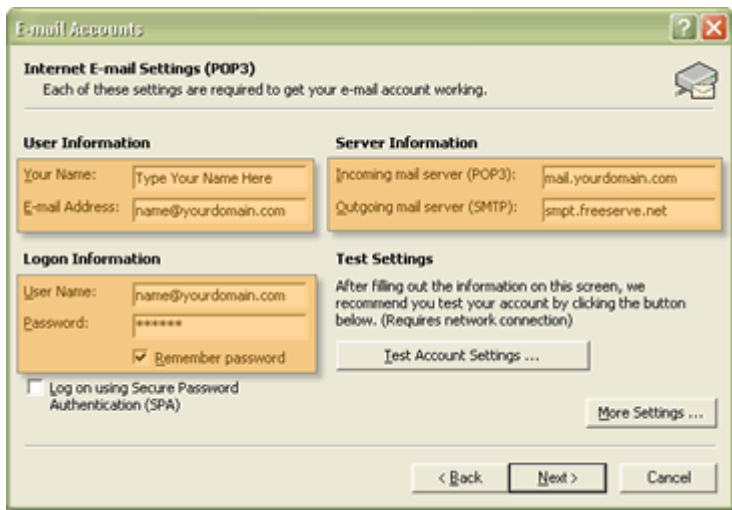 E-mail Accounts
Internet E-mail Settings (POP3)
Each of these settings are required to get your e-mail account working.
User Information
Your Name: Type Your Name Here
E-mail Address: name@yourdomain.com
Server Information
Incoming mail server (POP3): mail.yourdomain.com
Outgoing mail server (SMTP): smpt.freeserve.net
Logon Information
User Name: name@yourdomain.com
Password: ******
Remember password
Log on using Secure Password
Authentication (SPA)
Test Settings
After filling out the information on this screen, we
recommend you test your account by clicking the button
below. (Requires network connection)
Test Account Settings ...
More Settings ...
< Back
Next >
Cancel